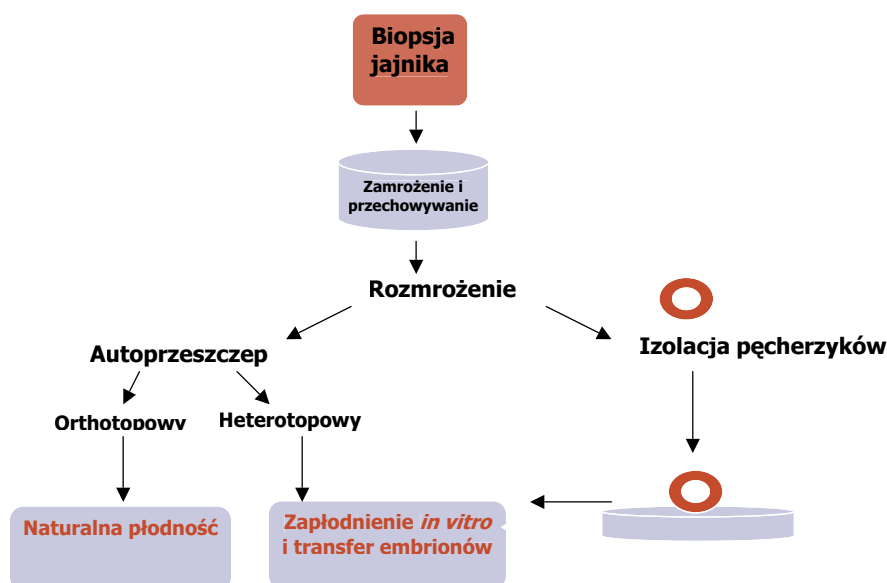 Biopsja
jajnika
Zamrożenie i
przechowywanie
Rozmrożenie
Autoprzeszczep
Izolacja pęcherzyków
Orthotopowy
Heterotopowy
Naturalna płodność
Zapłodnienie in vitro
i transfer embrionów